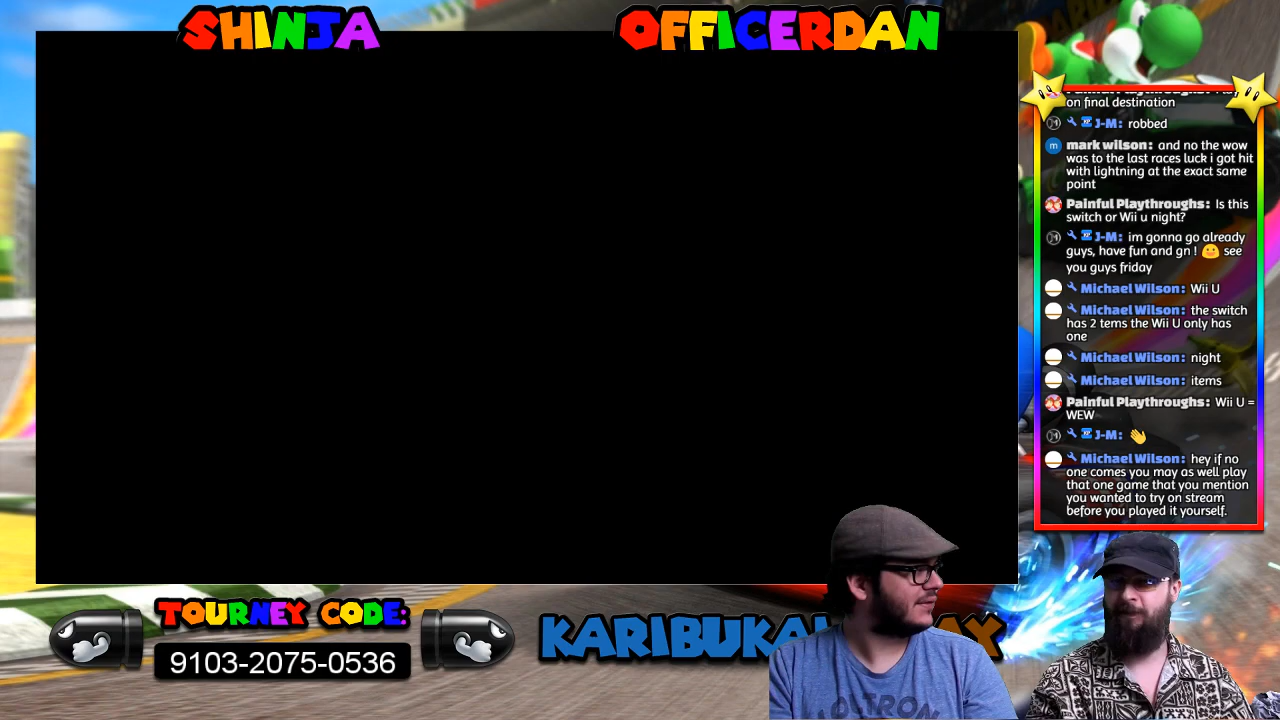 SHINJA
OFFICERDAN
on final destination
J-M: robbed
mark wilson: and no the wow
was to the last races luck i got hit
with lightning at the exact same
point
Painful Playthroughs: Is this
switch or Wii u night?
J-M: im gonna go already
guys, have fun and gn ! see
you guys friday
Michael Wilson: Wii U
Michael Wilson: the switch
has 2 tems the Wii U only has
one
Michael Wilson: night
Michael Wilson: items
Painful Playthroughs: Wii U =
WEW
J-M:
Michael Wilson: hey if no
one comes you may as well play
that one game that you mention
you wanted to try on stream
before you played it yourself.
TOURNEY CODE:
9103-2075-0536